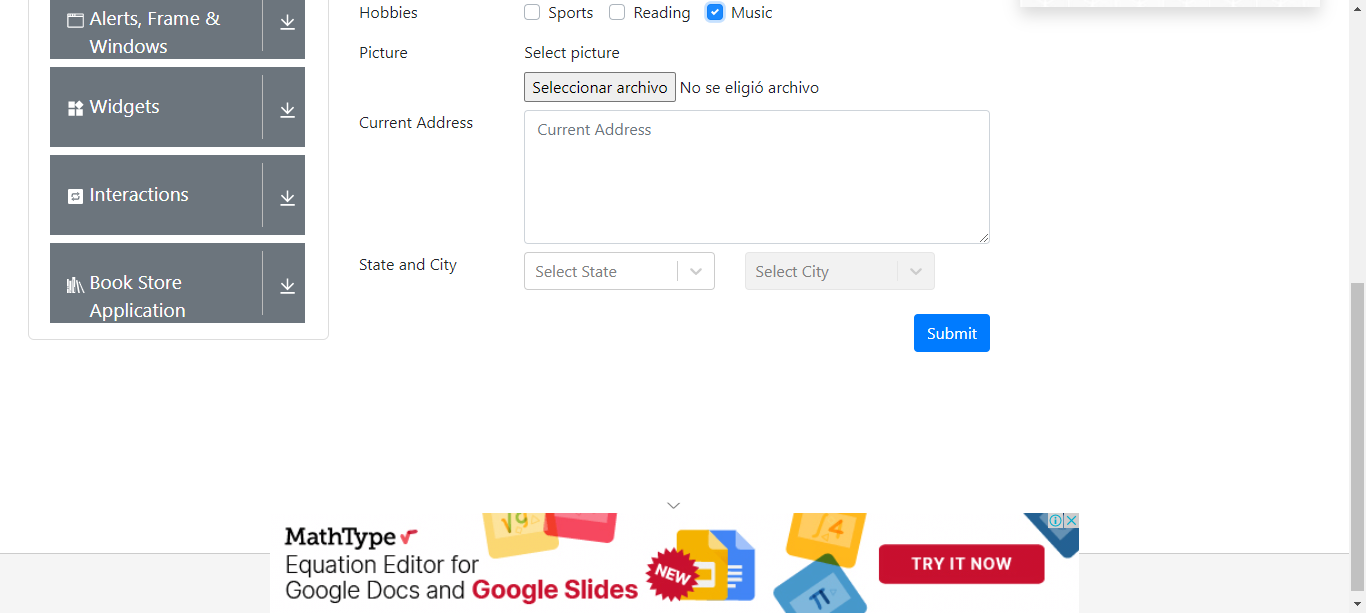 Alerts, Frame &
Windows
Widgets
Interactions
Book Store
Application
Hobbies
Sports
Reading
Music
Picture
Select picture
Seleccionar archivo No se eligió archivo
Current Address
Current Address
State and City
Select State
Select City
Submit
MathType
Equation Editor for
Google Docs and Google Slides
NEW
TRY IT NOW